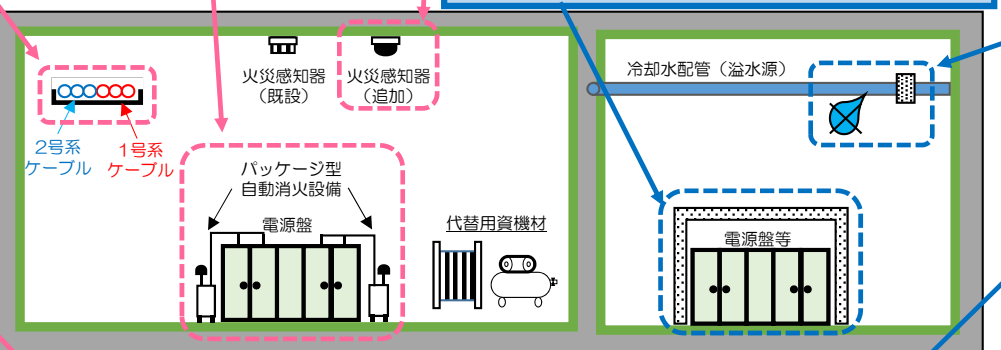 火災感知器
（既設）
火災感知器
（追加）
2号系
ケーブル
1号系
ケーブル
パッケージ型
自動消火設備
電源盤
代替用資機材
冷却水配管（溢水源）
電源盤等